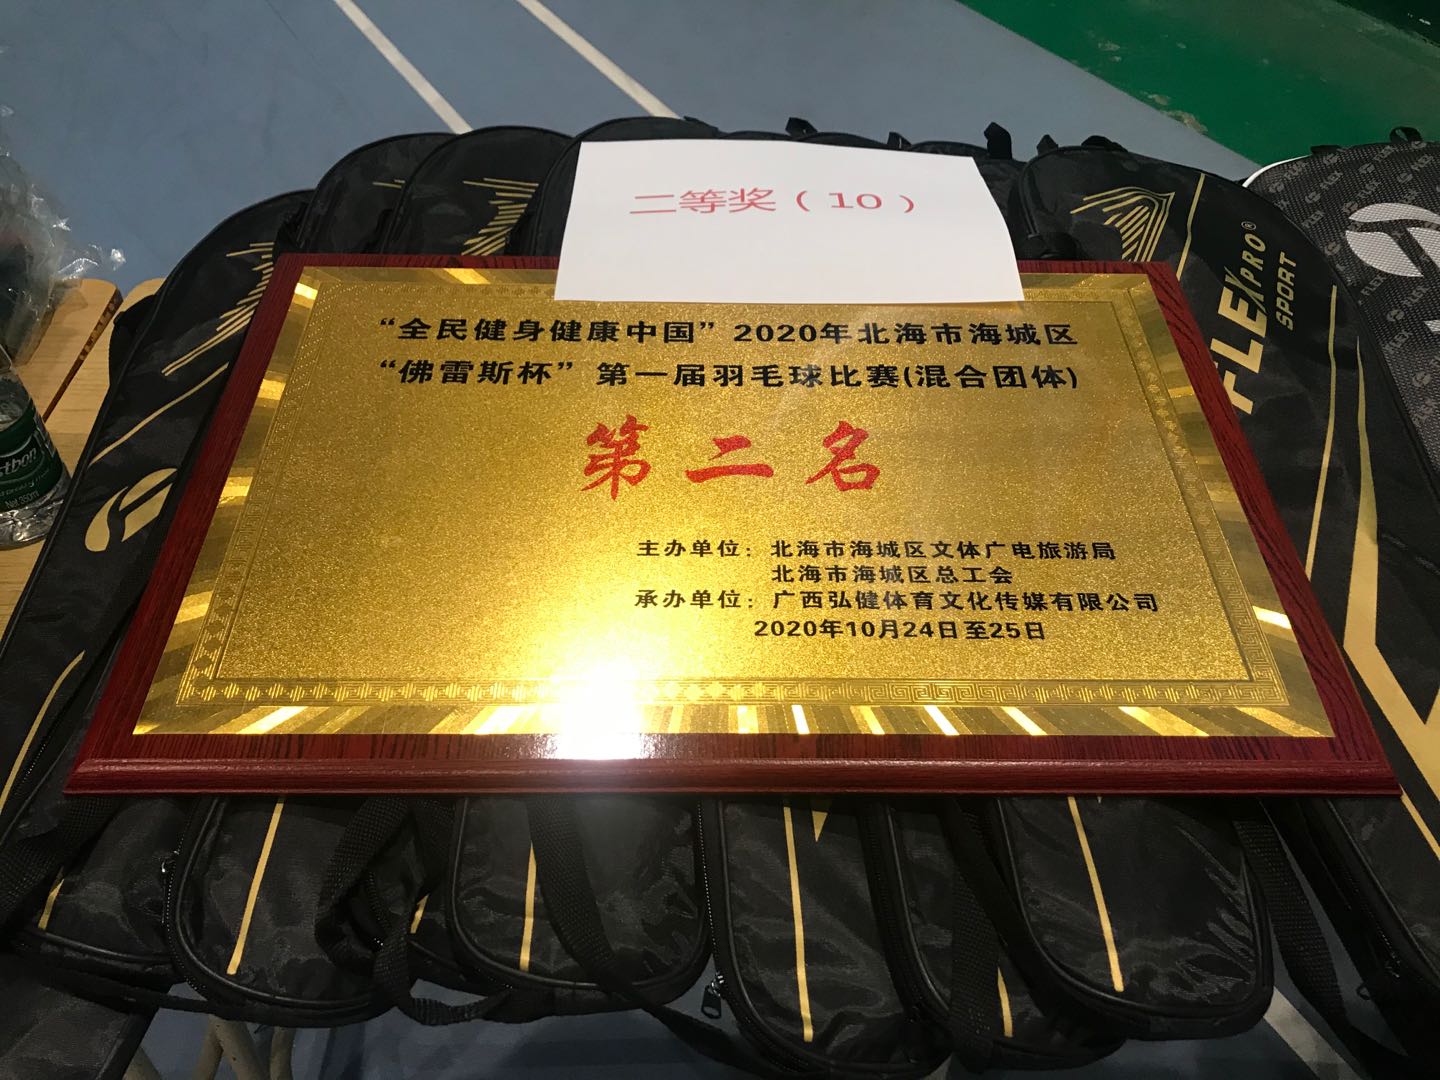 二等奖（10）
“全民健身健康中国”2020年北海市海城区
“佛雷斯杯”第一届羽毛球比赛(混合团体)
第二名
主办单位：北海市海城区文体广电旅游局
北海市海城区总工会
承办单位：广西弘健体育文化传媒有限公司
2020年10月24日至25日
FLEXPRO®
SPORT
FLEX
Net 350ml